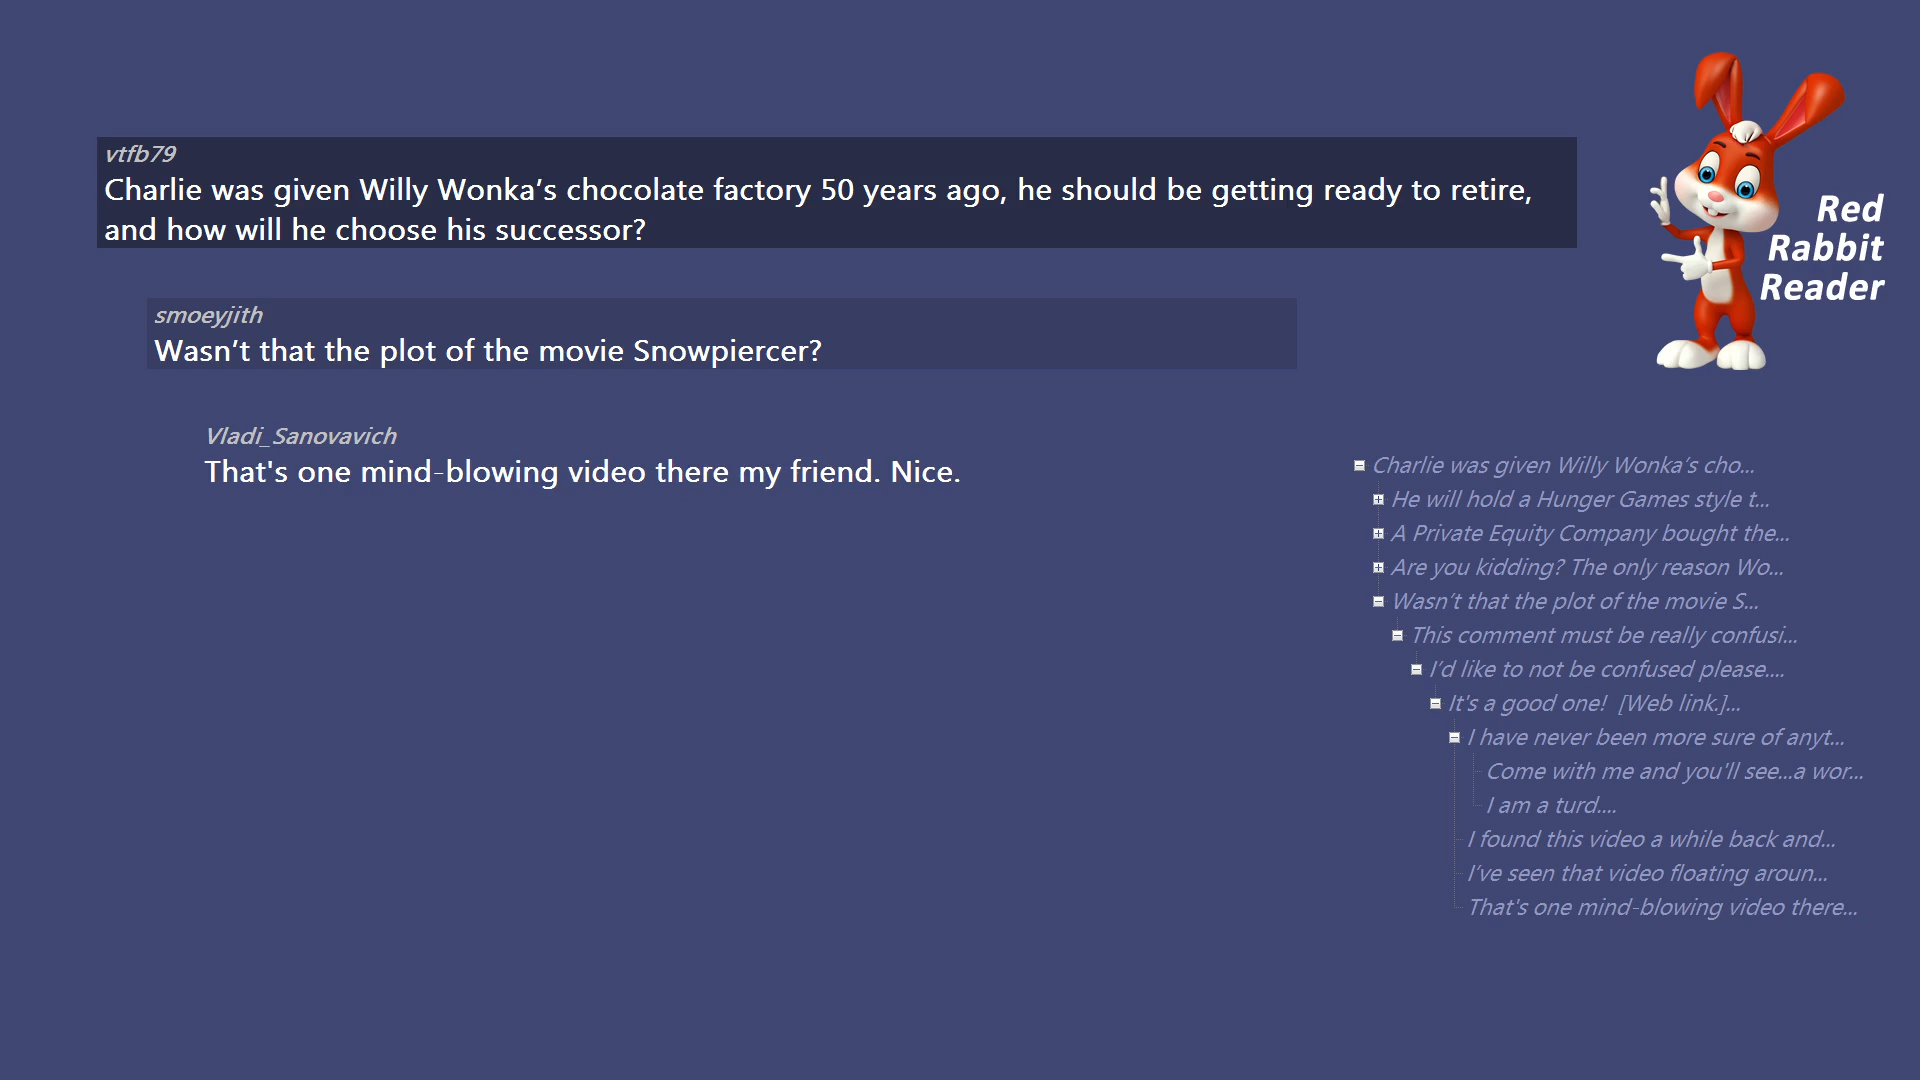 vtfb79
Charlie was given Willy Wonka’s chocolate factory 50 years ago, he should be getting ready to retire,
and how will he choose his successor?
smoeyjith
Wasn’t that the plot of the movie Snowpiercer?
Vladi_Sanovavich
That's one mind-blowing video there my friend. Nice.
Red
Rabbit
Reader
Charlie was given Willy Wonka’s cho...
He will hold a Hunger Games style t...
A Private Equity Company bought the...
Are you kidding? The only reason Wo...
Wasn’t that the plot of the movie S...
This comment must be really confusi...
I’d like to not be confused please....
It's a good one!  [Web link.]...
I have never been more sure of anyt...
Come with me and you'll see...a wor...
I am a turd....
I found this video a while back and...
I’ve seen that video floating aroun...
That's one mind-blowing video there...